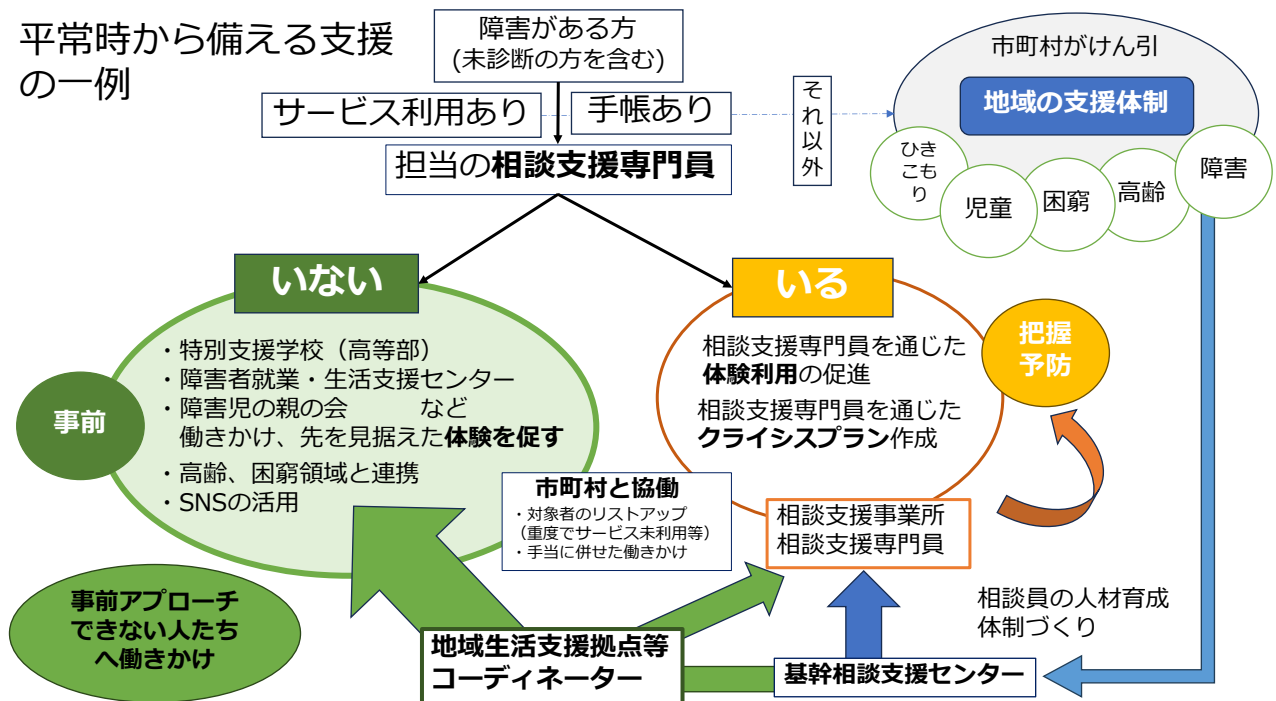 平常時から備える支援
の一例
障害がある方
(未診断の方を含む)
サービス利用あり
手帳あり
それ以外
担当の相談支援専門員
市町村がけん引
地域の支援体制
ひき
こも
り
児童
困窮
高齢
障害
いない
いる
事前
・特別支援学校（高等部）
・障害者就業・生活支援センター
・障害児の親の会　　　など
働きかけ、先を見据えた体験を促す
・高齢、困窮領域と連携
・SNSの活用
相談支援専門員を通じた
体験利用の促進
相談支援専門員を通じた
クライシスプラン作成
把握
予防
市町村と協働
・対象者のリストアップ
（重度でサービス未利用等）
・手当に併せた働きかけ
相談支援事業所
相談支援専門員
事前アプローチ
できない人たち
へ働きかけ
地域生活支援拠点等
コーディネーター
基幹相談支援センター
相談員の人材育成
体制づくり